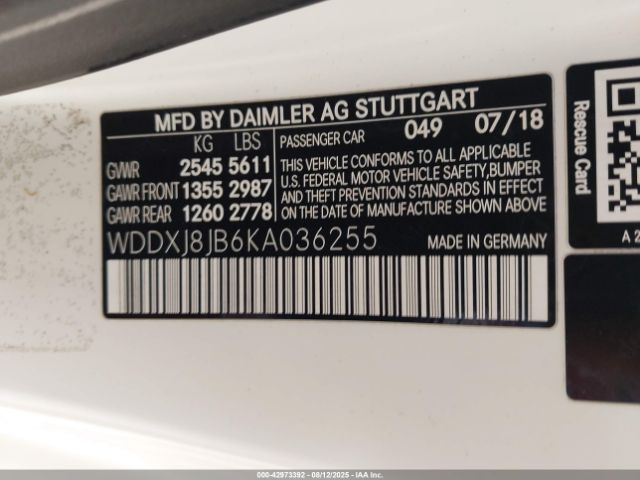 MFD BY DAIMLER AG STUTTGART
KG LBS
GVWR 2545 5611
GAWR FRONT 1355 2987
GAWR REAR 1260 2778
PASSENGER CAR 049 07/18
THIS VEHICLE CONFORMS TO ALL APPLICABLE
U.S. FEDERAL MOTOR VEHICLE SAFETY,BUMPER
AND THEFT PREVENTION STANDARDS IN EFFECT
ON THE DATE OF MANUFACTURE SHOWN ABOVE
WDDXJ8JB6KA036255
MADE IN GERMANY
Rescue Card
A 2
000-42973392 - 08/12/2025 - IAAI.com